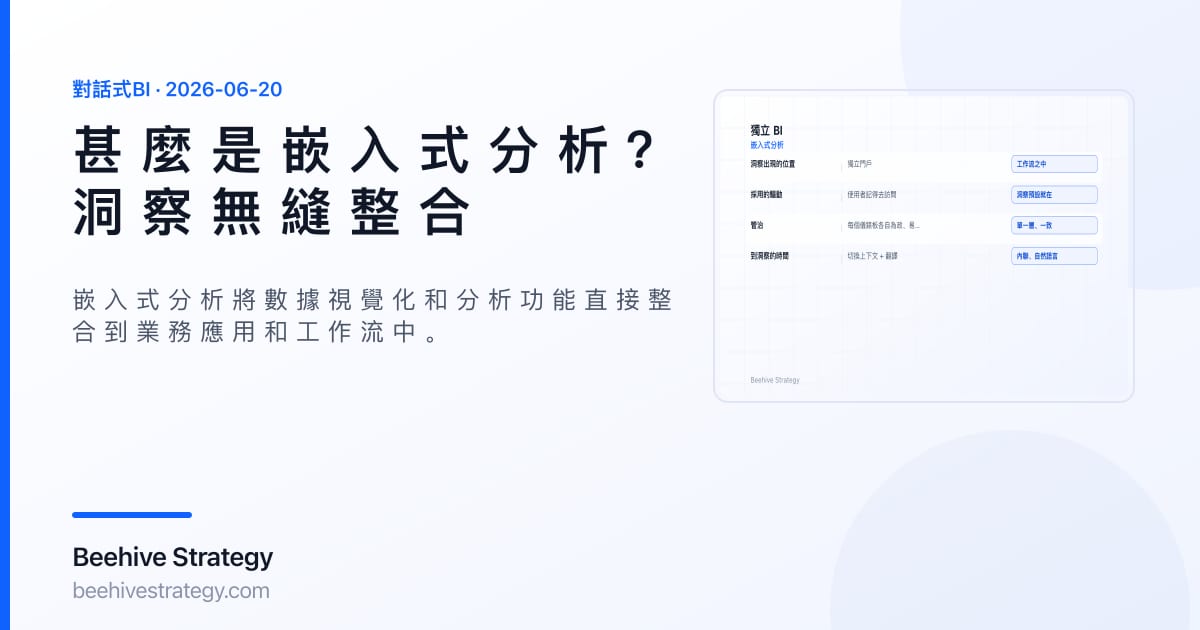 對話式BI · 2026-06-20
甚麼是嵌入式分析?
洞察無縫整合
嵌入式分析將數據視覺化和分析功能直接整
合到業務應用和工作流中。
Beehive Strategy
beehivestrategy.com
獨立 BI
嵌入式分析
洞察出現的位置 獨立門戶 工作流之中
採用的驅動 使用者記得去訪問 洞察預設就在
管治 每個儀錶板各自為政、易... 單一層、一致
到洞察的時間 切換上下文 + 翻譯 內聯、自然語言
Beehive Strategy